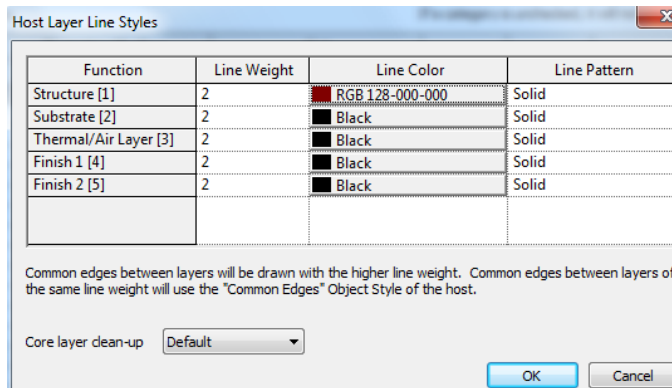 Host Layer Line Styles
Function Line Weight Line Color Line Pattern
Structure [1] 2 RGB 128-000-000 Solid
Substrate [2] 2 Black Solid
Thermal/Air Layer [3] 2 Black Solid
Finish 1 [4] 2 Black Solid
Finish 2 [5] 2 Black Solid
Common edges between layers will be drawn with the higher line weight. Common edges between layers of
the same line weight will use the "Common Edges" Object Style of the host.
Core layer clean-up Default
OK Cancel